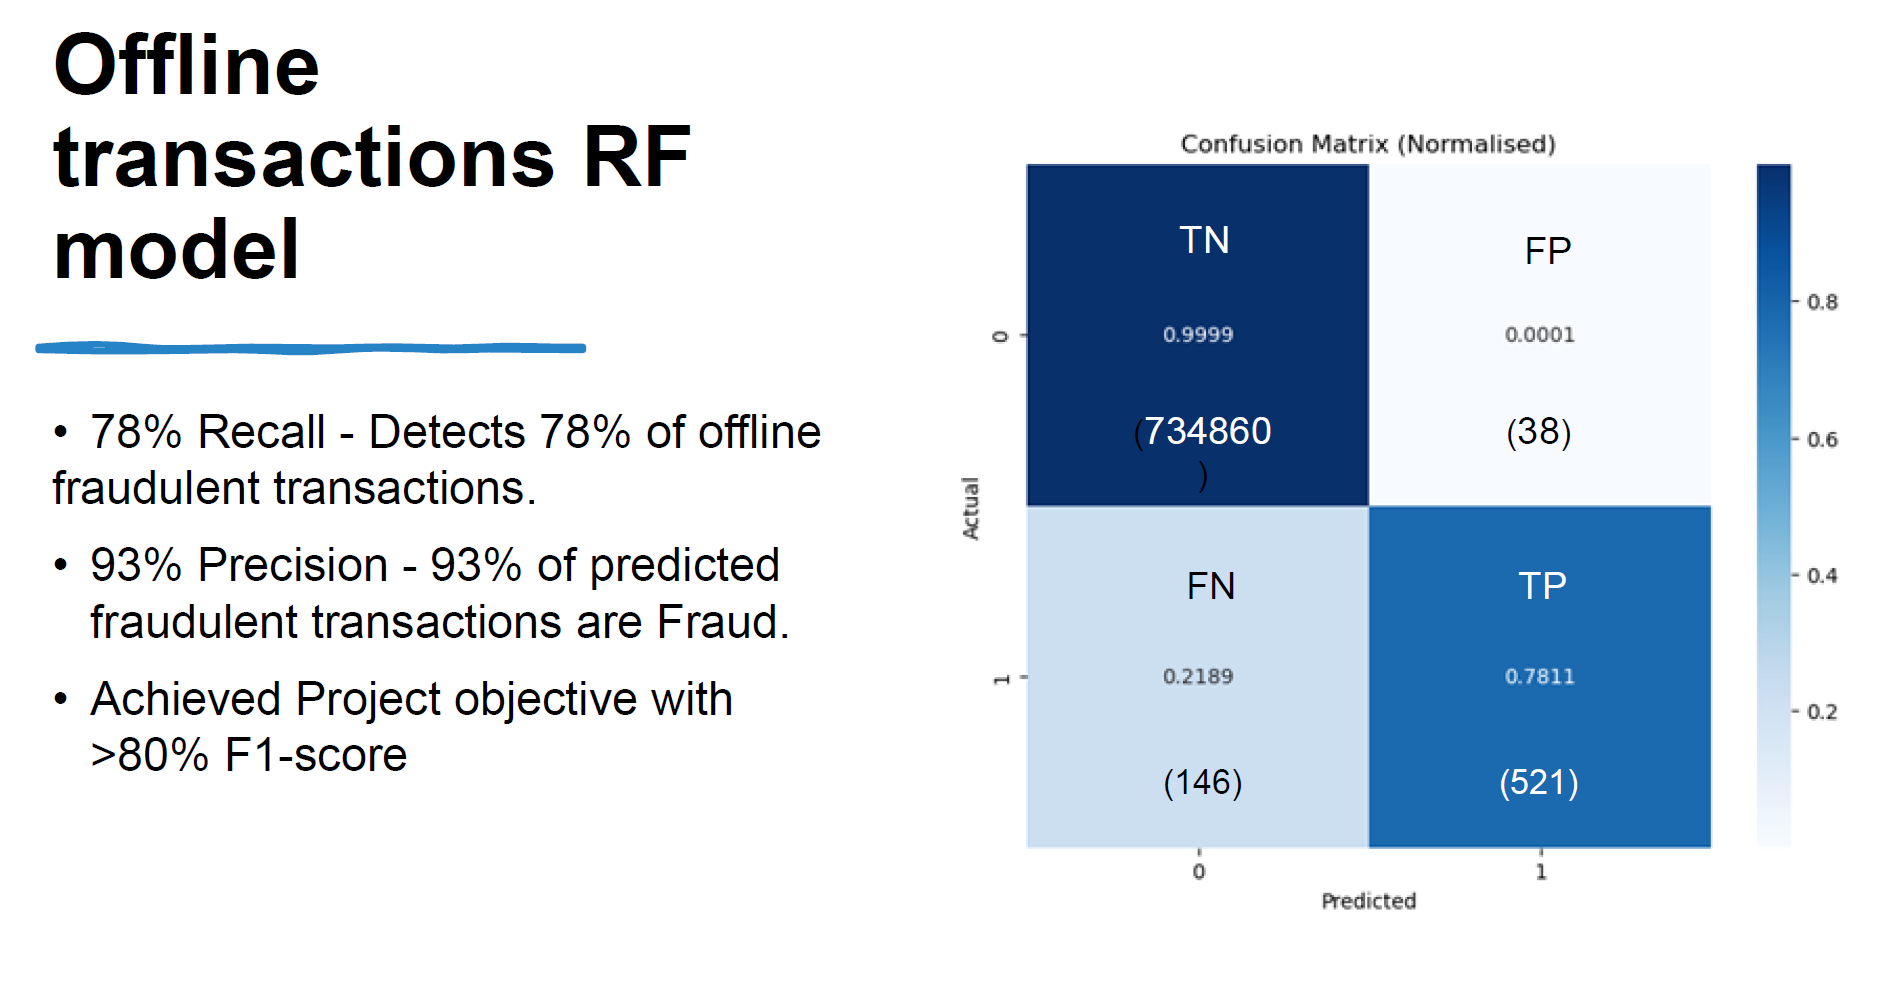 Offline
transactions RF
model
• 78% Recall - Detects 78% of offline
fraudulent transactions.
• 93% Precision - 93% of predicted
fraudulent transactions are Fraud.
• Achieved Project objective with
>80% F1-score
Confusion Matrix (Normalised)
TN
FP
0.9999
0.0001
(734860
)
(38)
FN
TP
0.2189
0.7811
(146)
(521)
Actual
0
1
0
1
Predicted
0.8
0.6
0.4
0.2